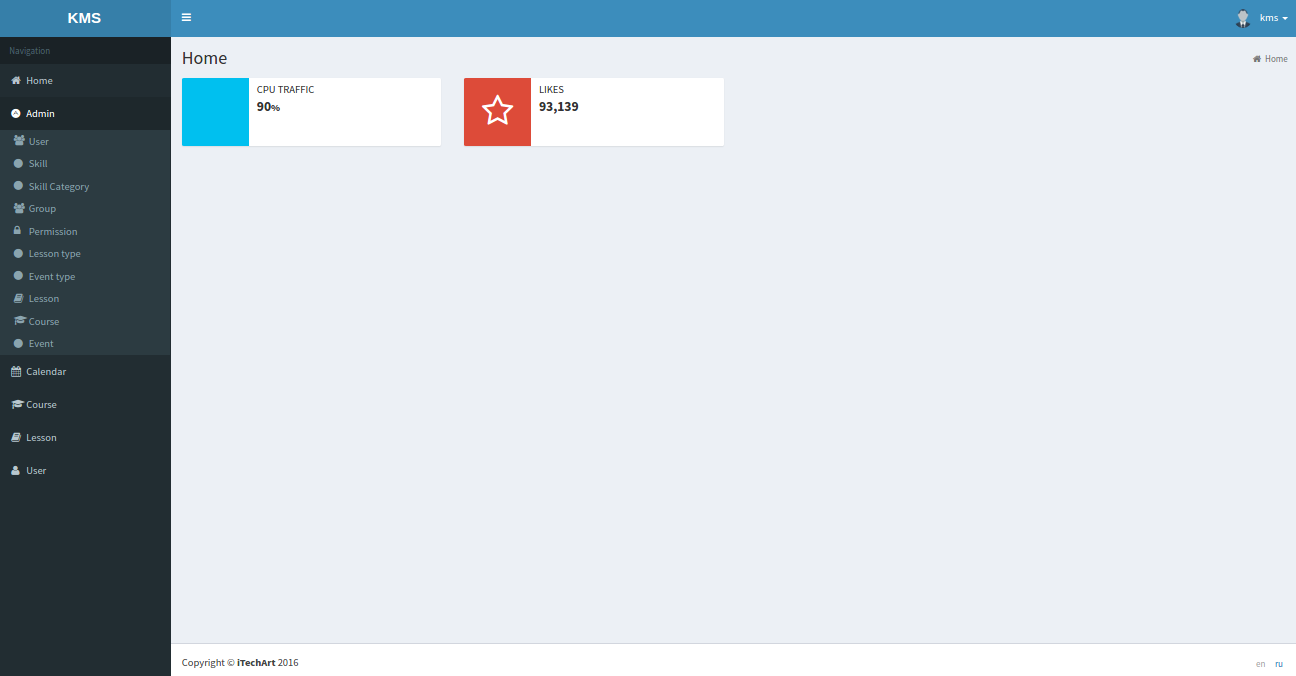 KMS
kms
Navigation
Home
Admin
User
Skill
Skill Category
Group
Permission
Lesson type
Event type
Lesson
Course
Event
Calendar
Course
Lesson
User
Home
Home
CPU TRAFFIC
90%
LIKES
93,139
Copyright © iTechArt 2016
en ru